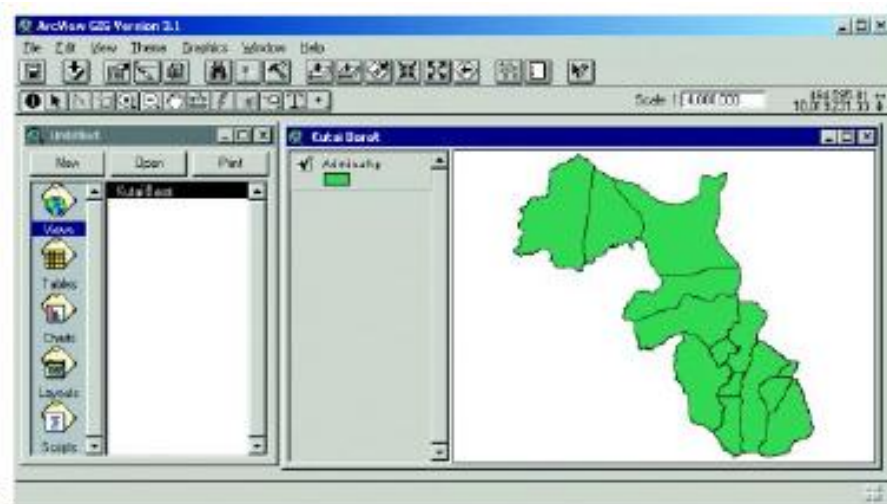 ArcView GIS Version 3.1
File Edit View Theme Graphics Window Help
Scale 1:
Untitled
New Open Print
Kutai Barat
Views
Tables
Charts
Layouts
Scripts
Kutai Barat